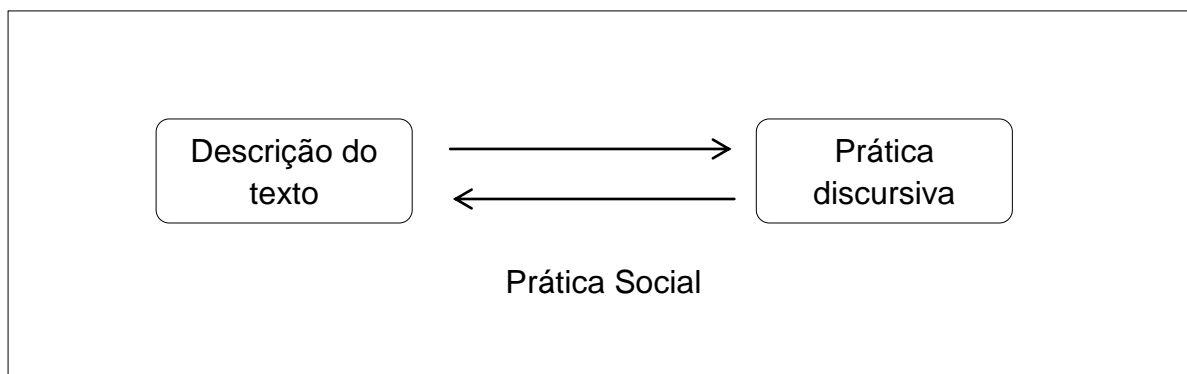 Descrição do
texto
Prática
discursiva
Prática Social